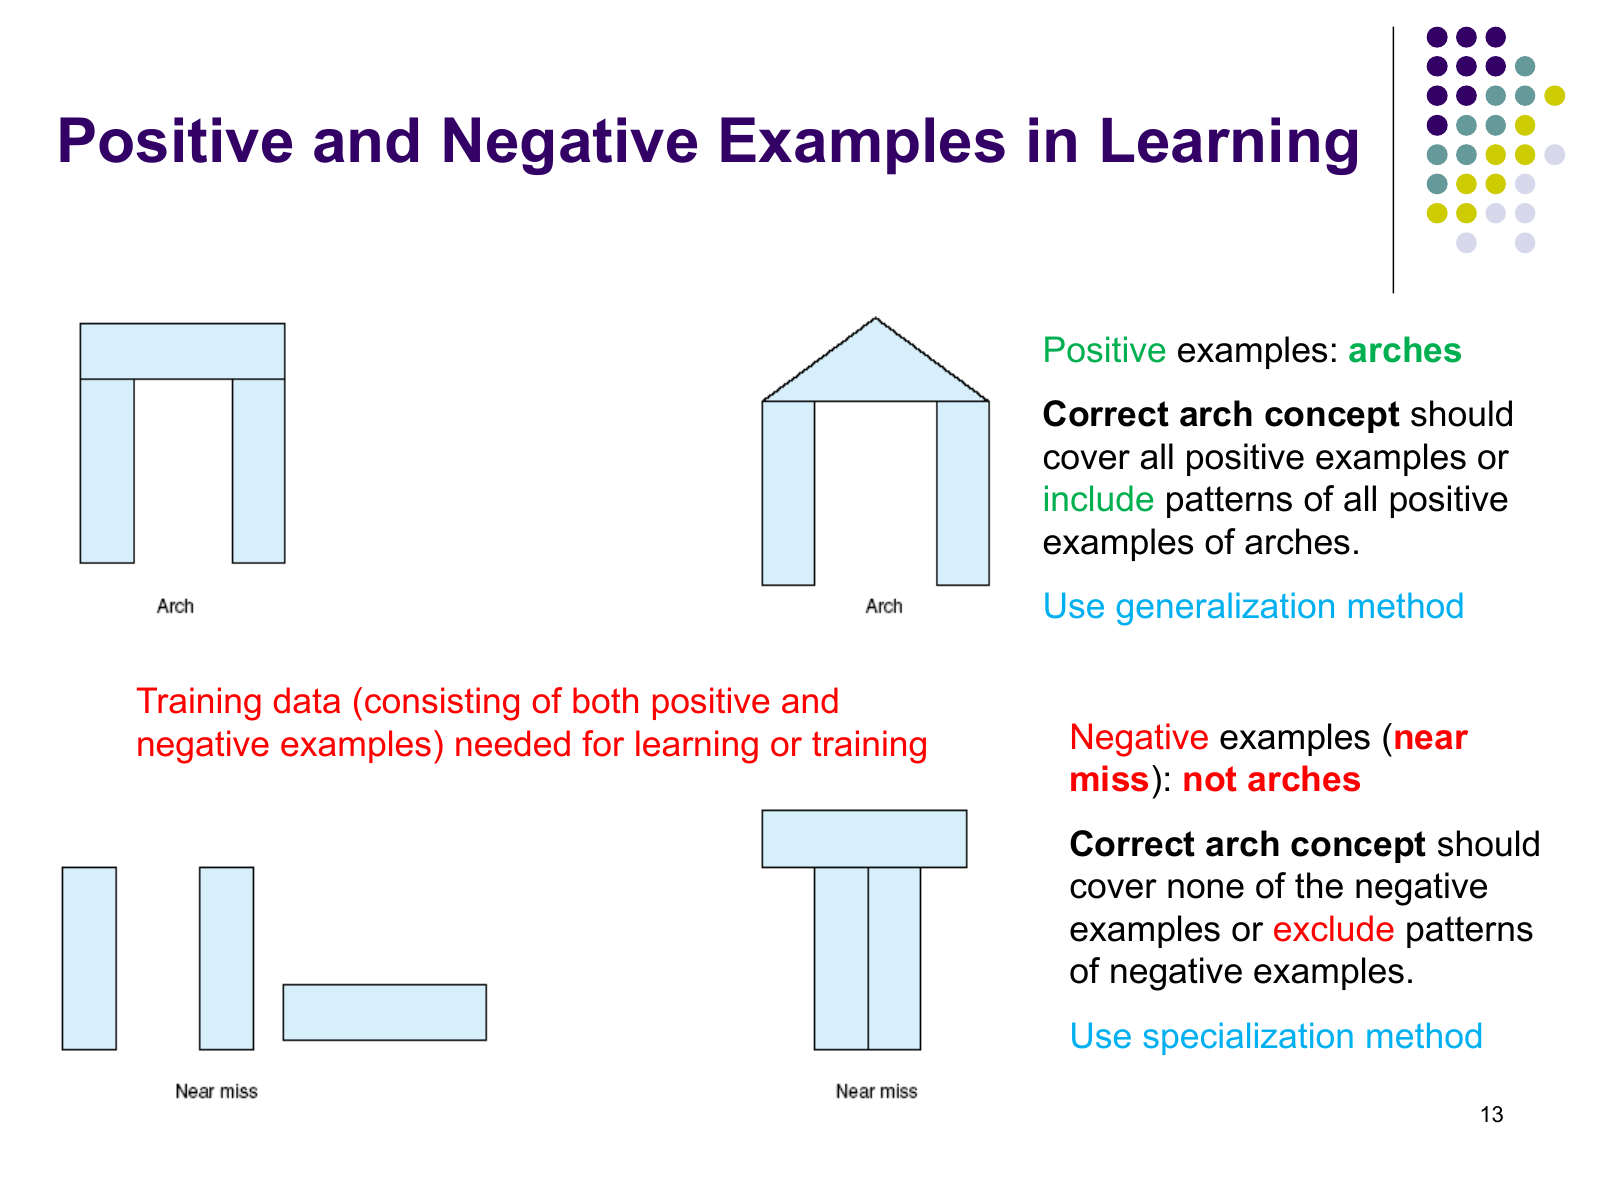 Positive and Negative Examples in Learning
Arch
Arch
Positive examples: arches
Correct arch concept should
cover all positive examples or
include patterns of all positive
examples of arches.
Use generalization method
Training data (consisting of both positive and
negative examples) needed for learning or training
Negative examples (near
miss): not arches
Correct arch concept should
cover none of the negative
examples or exclude patterns
of negative examples.
Use specialization method
Near miss
Near miss
13